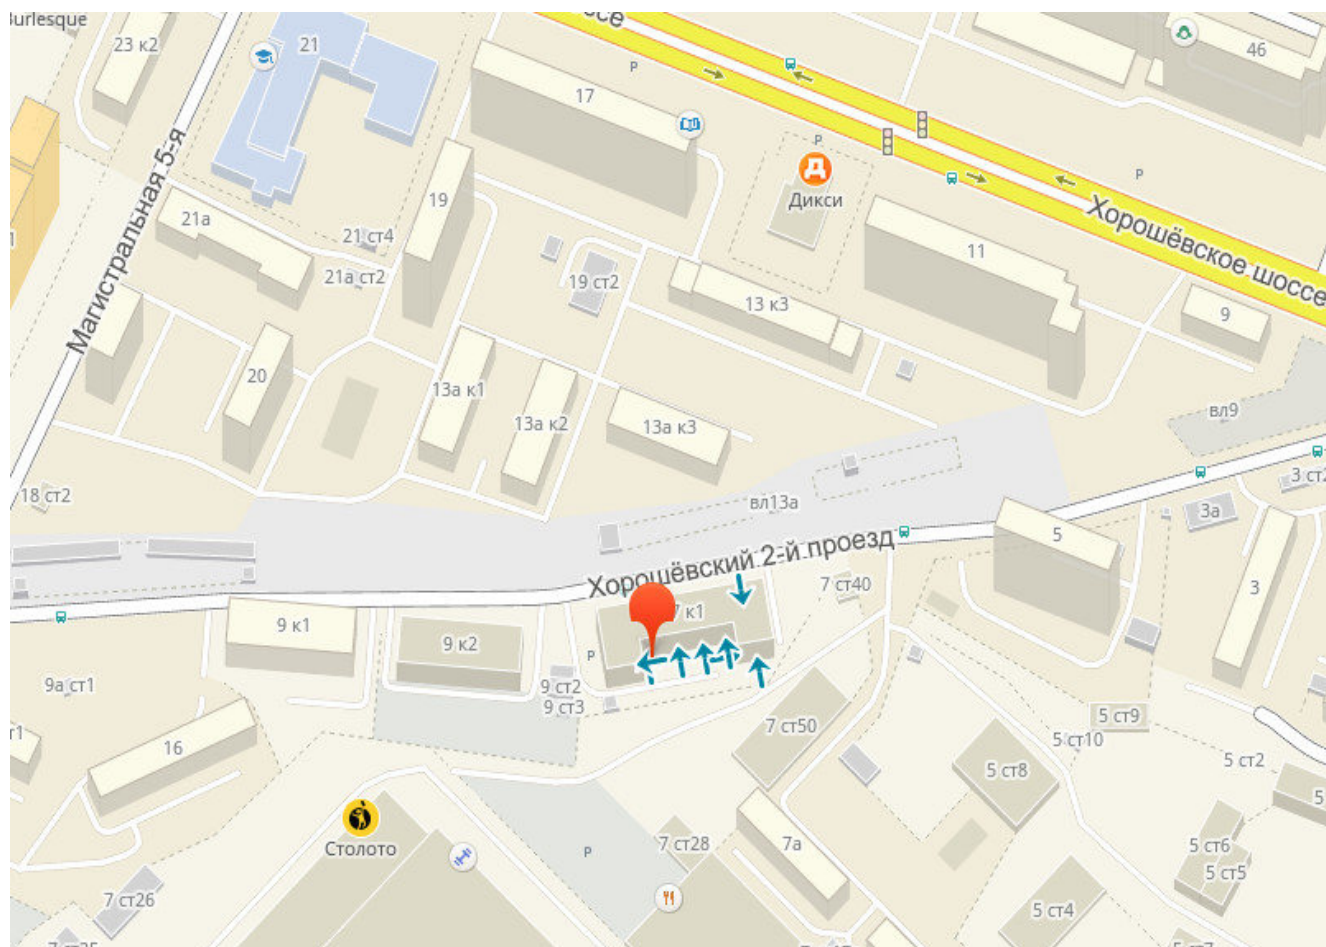 urlesque
23 к2
21
17
46
Магистральная 5-я
Хорошёвское шоссе
Дикси
19
21а
21 ст4
21а ст2
19 ст2
11
13 к3
9
20
13а к1
13а к2
13а к3
вл9
18 ст2
вл13а
3 ст2
3а
5
Хорошёвский 2-й проезд
7 ст40
3
7 к1
9 к1
9 к2
9а ст1
9 ст2
9 ст3
16
7 ст50
5 ст9
5 ст10
5 ст2
5 ст8
5
Столото
7 ст28
7а
5 ст6
5 ст5
7 ст26
5 ст4
P
P
P
P
P